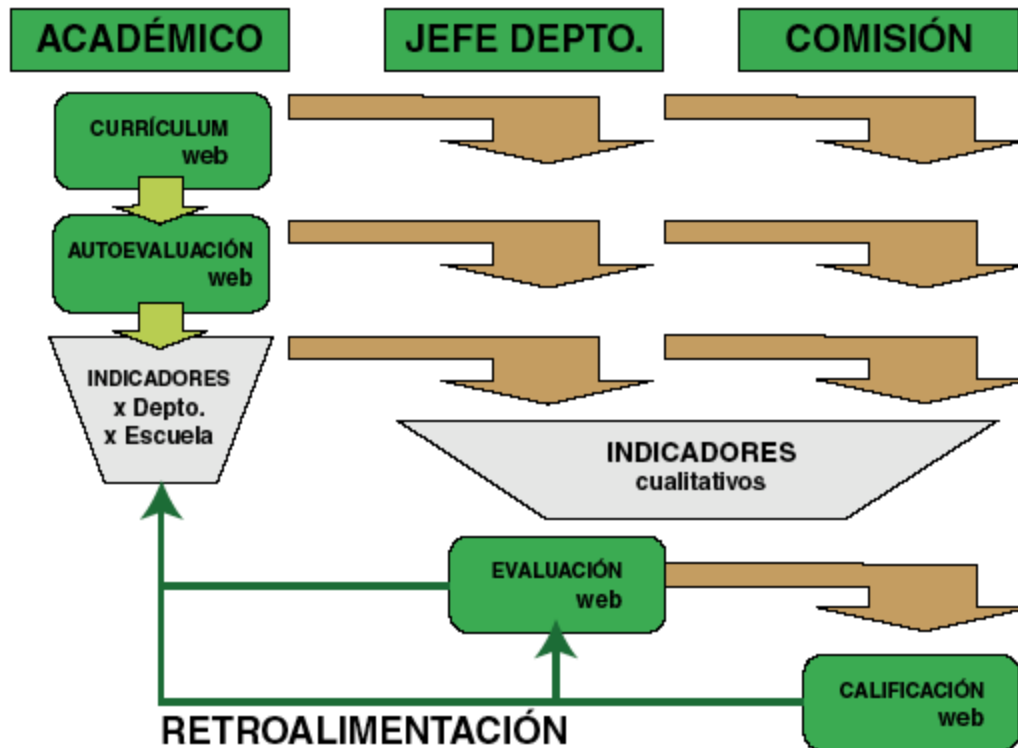 ACADÉMICO
JEFE DEPTO.
COMISIÓN
CURRÍCULUM
web
AUTOEVALUACIÓN
web
INDICADORES
x Depto.
x Escuela
INDICADORES
cualitativos
EVALUACIÓN
web
CALIFICACIÓN
web
RETROALIMENTACIÓN